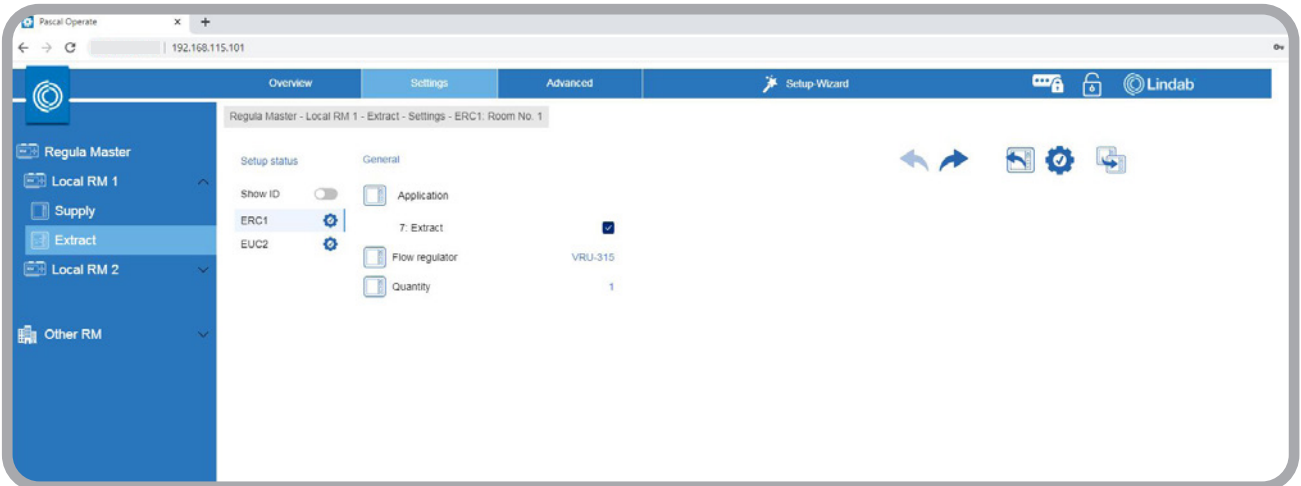 Pascal Operate
192.168.115.101
Overview Settings Advanced Setup-Wizard Lindab
Regula Master - Local RM 1 - Extract - Settings - ERC1: Room No. 1
Regula Master
Local RM 1
Supply
Extract
Local RM 2
Other RM
Setup status
Show ID
ERC1
EUC2
General
Application
7: Extract
Flow regulator VRU-315
Quantity 1